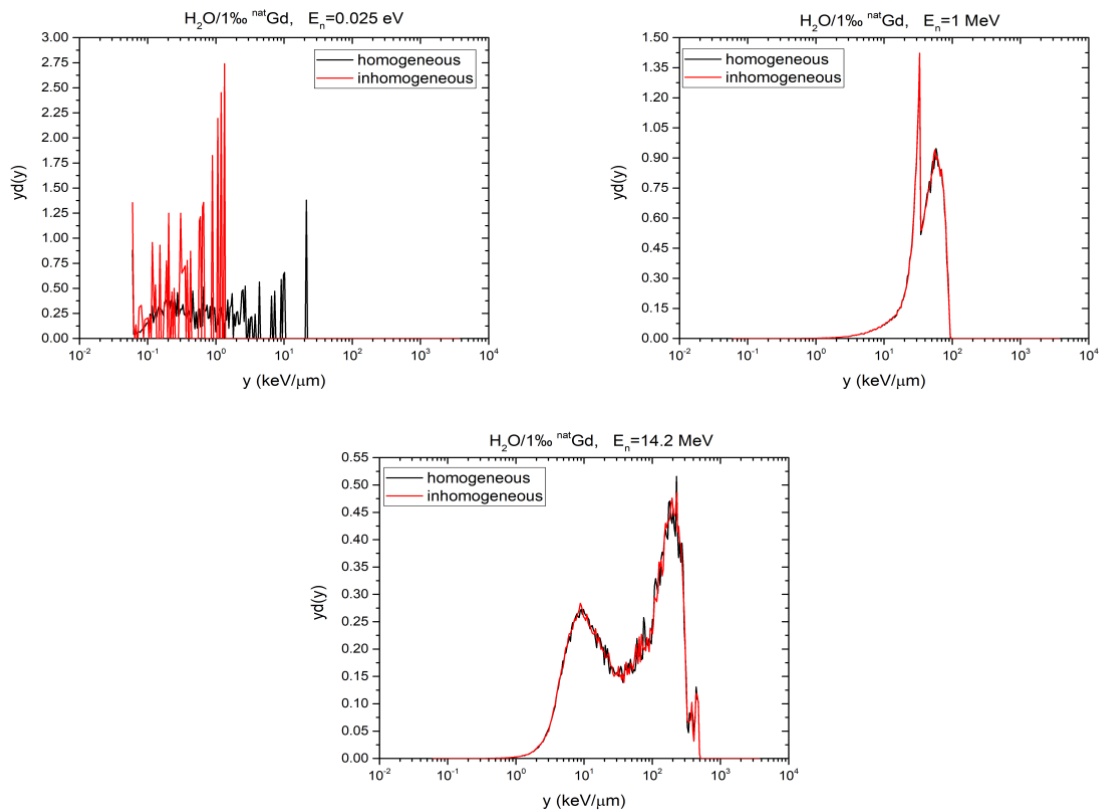 H₂O/1‰ ⁿᵃᵗGd, Eₙ=0.025 eV
3.00
2.75
2.50
2.25
2.00
1.75
1.50
1.25
1.00
0.75
0.50
0.25
0.00
yd(y)
homogeneous
inhomogeneous
10⁻² 10⁻¹ 10⁰ 10¹ 10² 10³ 10⁴
y (keV/μm)
H₂O/1‰ ⁿᵃᵗGd, Eₙ=1 MeV
1.50
1.35
1.20
1.05
0.90
0.75
0.60
0.45
0.30
0.15
0.00
yd(y)
homogeneous
inhomogeneous
10⁻² 10⁻¹ 10⁰ 10¹ 10² 10³ 10⁴
y (keV/μm)
H₂O/1‰ ⁿᵃᵗGd, Eₙ=14.2 MeV
0.55
0.50
0.45
0.40
0.35
0.30
0.25
0.20
0.15
0.10
0.05
0.00
yd(y)
homogeneous
inhomogeneous
10⁻² 10⁻¹ 10⁰ 10¹ 10² 10³ 10⁴
y (keV/μm)